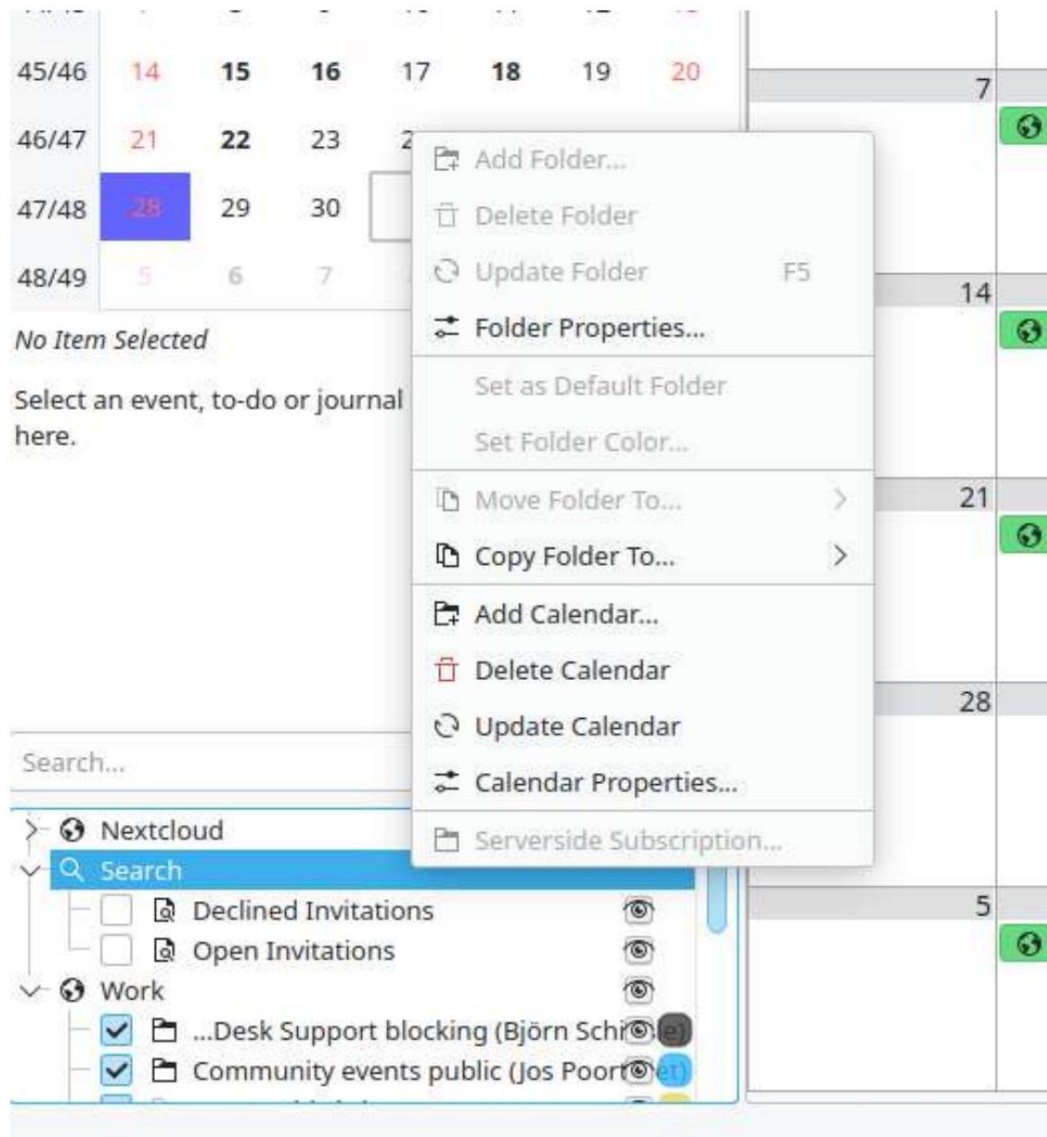 45/46 14 15 16 17 18 19 20
46/47 21 22 23
47/48 28 29 30
48/49 5 6 7
No Item Selected
Select an event, to-do or journal
here.
Add Folder...
Delete Folder
Update Folder F5
Folder Properties...
Set as Default Folder
Set Folder Color...
Move Folder To...
Copy Folder To...
Add Calendar...
Delete Calendar
Update Calendar
Calendar Properties...
Serverside Subscription...
Search...
Nextcloud
Search
Declined Invitations
Open Invitations
Work
...Desk Support blocking (Björn
Community events public (Jos
7
14
21
28
5